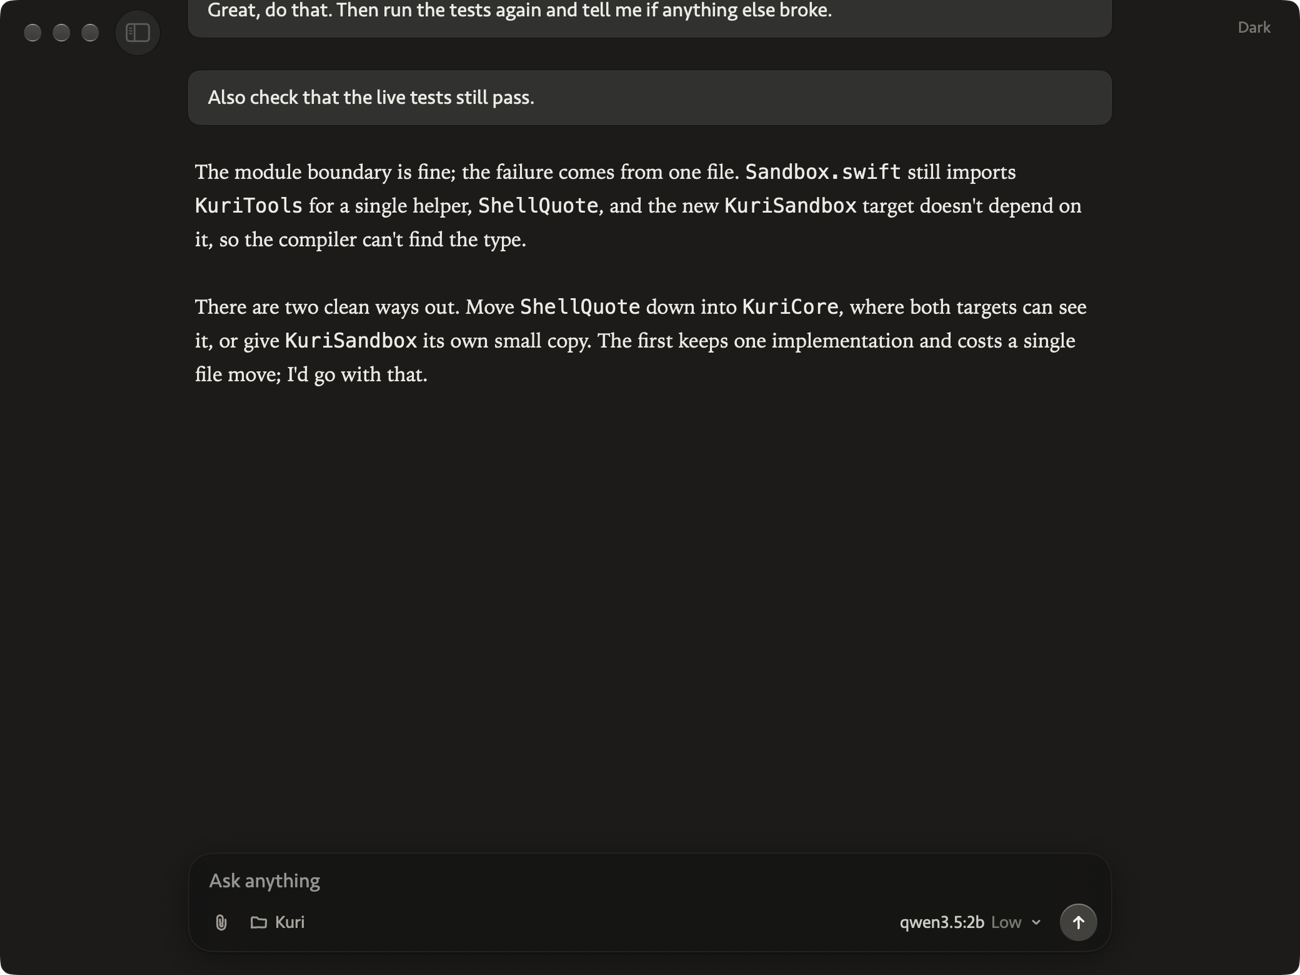 Great, do that. Then run the tests again and tell me if anything else broke.
Dark
Also check that the live tests still pass.
The module boundary is fine; the failure comes from one file. Sandbox.swift still imports
KuriTools for a single helper, ShellQuote, and the new KuriSandbox target doesn't depend on
it, so the compiler can't find the type.
There are two clean ways out. Move ShellQuote down into KuriCore, where both targets can see
it, or give KuriSandbox its own small copy. The first keeps one implementation and costs a single
file move; I'd go with that.
Ask anything
Kuri
qwen3.5:2b Low